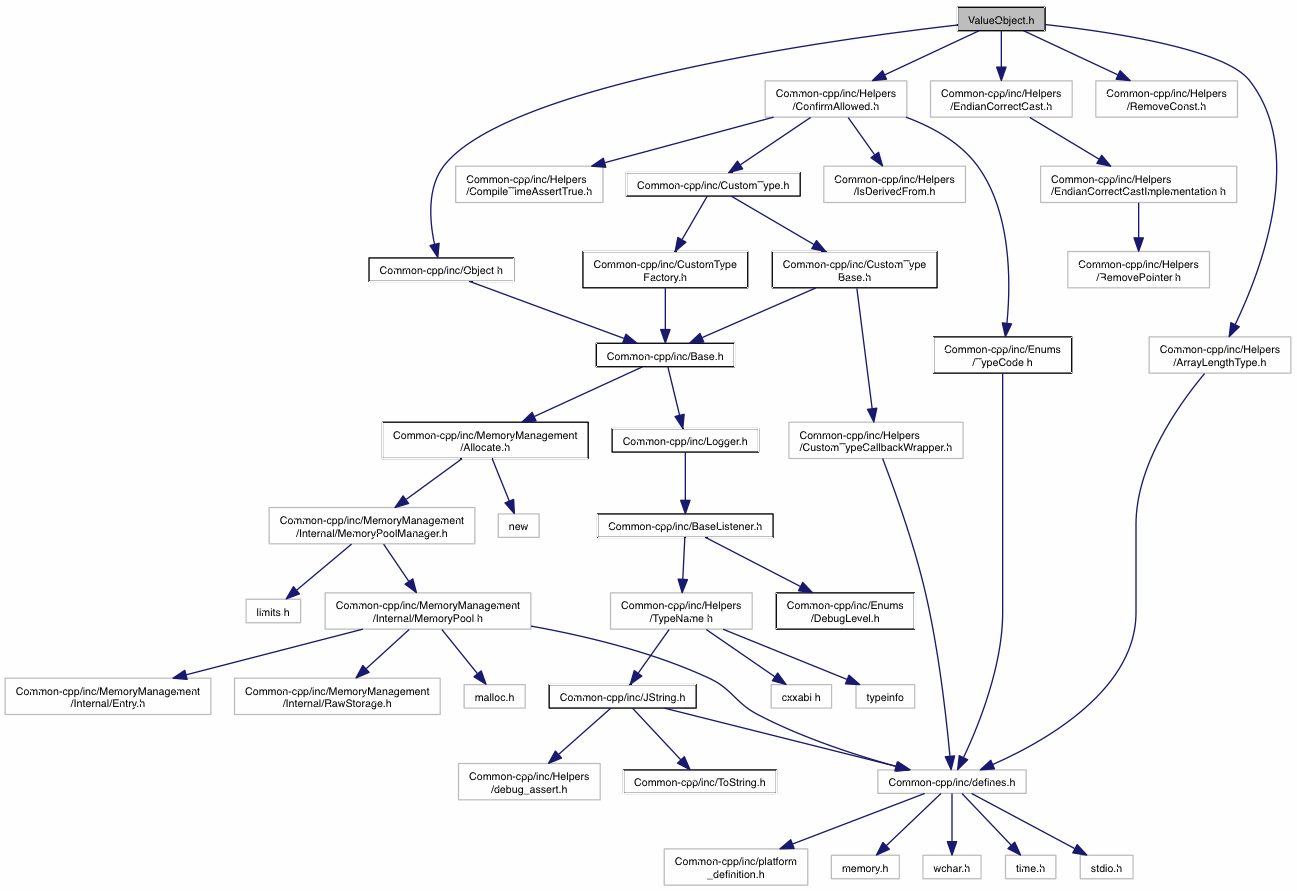 ValueObject.h
Common-cpp/inc/Helpers
/ConfirmAllowed.h
Common-cpp/inc/Helpers
/EndianCorrectCast.h
Common-cpp/inc/Helpers
/RemoveConst.h
Common-cpp/inc/Helpers
/CompileTimeAssertTrue.h
Common-cpp/inc/CustomType.h
Common-cpp/inc/Helpers
/IsDerivedFrom.h
Common-cpp/inc/Helpers
/EndianCorrectCastImplementation.h
Common-cpp/inc/Object.h
Common-cpp/inc/CustomType
Factory.h
Common-cpp/inc/CustomType
Base.h
Common-cpp/inc/Helpers
/RemovePointer.h
Common-cpp/inc/Base.h
Common-cpp/inc/Enums
/TypeCode.h
Common-cpp/inc/Helpers
/ArrayLengthType.h
Common-cpp/inc/MemoryManagement
/Allocate.h
Common-cpp/inc/Logger.h
Common-cpp/inc/Helpers
/CustomTypeCallbackWrapper.h
Common-cpp/inc/MemoryManagement
/Internal/MemoryPoolManager.h
new
Common-cpp/inc/BaseListener.h
limits.h
Common-cpp/inc/MemoryManagement
/Internal/MemoryPool.h
Common-cpp/inc/Helpers
/TypeName.h
Common-cpp/inc/Enums
/DebugLevel.h
Common-cpp/inc/MemoryManagement
/Internal/Entry.h
Common-cpp/inc/MemoryManagement
/Internal/RawStorage.h
malloc.h
Common-cpp/inc/JString.h
cxxabi.h
typeinfo
Common-cpp/inc/Helpers
/debug_assert.h
Common-cpp/inc/ToString.h
Common-cpp/inc/defines.h
Common-cpp/inc/platform
_definition.h
memory.h
wchar.h
time.h
stdio.h